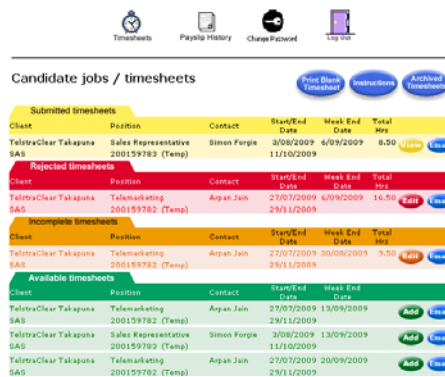 Timesheets Payslip History Change Password Log Out
Candidate jobs / timesheets
Print Blank Timesheet Instructions Archived Timesheets
Submitted timesheets
Client Position Contact Start/End Date Week End Date Total Hrs
TelstraClear Takapuna Sales Representative Simon Forgie 3/08/2009 6/09/2009 8.50 View Ema
SAS 200159783 (Temp) 11/10/2009
Rejected timesheets
Client Position Contact Start/End Date Week End Date Total Hrs
TelstraClear Takapuna Telemarketing Arpan Jain 27/07/2009 6/09/2009 16.50 Edit Ema
SAS 200159782 (Temp) 29/11/2009
Incomplete timesheets
Client Position Contact Start/End Date Week End Date Total Hrs
TelstraClear Takapuna Telemarketing Arpan Jain 27/07/2009 30/08/2009 9.50 Edit Ema
SAS 200159782 (Temp) 29/11/2009
Available timesheets
Client Position Contact Start/End Date Week End Date
TelstraClear Takapuna Telemarketing Arpan Jain 27/07/2009 13/09/2009 Add Ema
SAS 200159782 (Temp) 29/11/2009
TelstraClear Takapuna Sales Representative Simon Forgie 3/08/2009 13/09/2009 Add Ema
SAS 200159783 (Temp) 11/10/2009
TelstraClear Takapuna Telemarketing Arpan Jain 27/07/2009 20/09/2009 Add Ema
SAS 200159782 (Temp) 29/11/2009